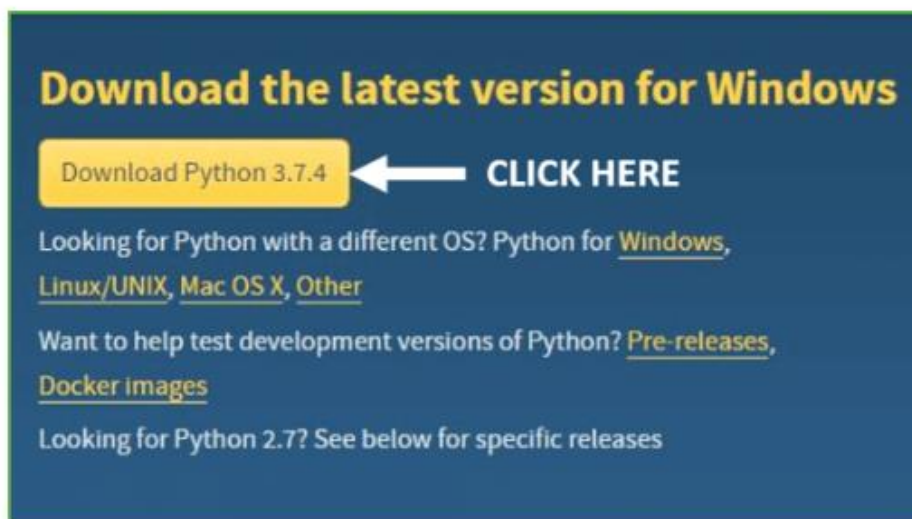 Download the latest version for Windows
Download Python 3.7.4 CLICK HERE
Looking for Python with a different OS? Python for Windows,
Linux/UNIX, Mac OS X, Other
Want to help test development versions of Python? Pre-releases,
Docker images
Looking for Python 2.7? See below for specific releases